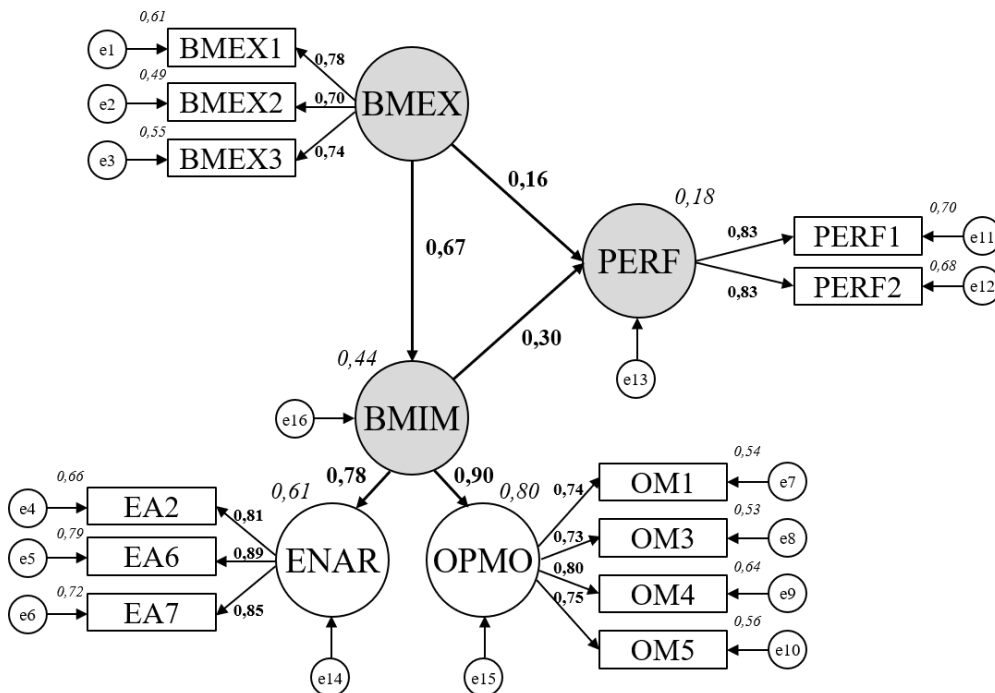 0,61
e1
BMEX1
0,78
0,49
e2
BMEX2
0,70
BMEX
0,55
e3
BMEX3
0,74
0,16
0,18
0,67
PERF
0,83
PERF1
0,70
e11
0,83
PERF2
0,68
e12
0,30
e13
0,44
e16
BMIM
0,78
0,90
0,66
e4
EA2
0,81
0,79
e5
EA6
0,89
0,72
e6
EA7
0,85
0,61
ENAR
e14
0,80
OPMO
e15
0,74
OM1
0,54
e7
0,73
OM3
0,53
e8
0,80
OM4
0,64
e9
0,75
OM5
0,56
e10